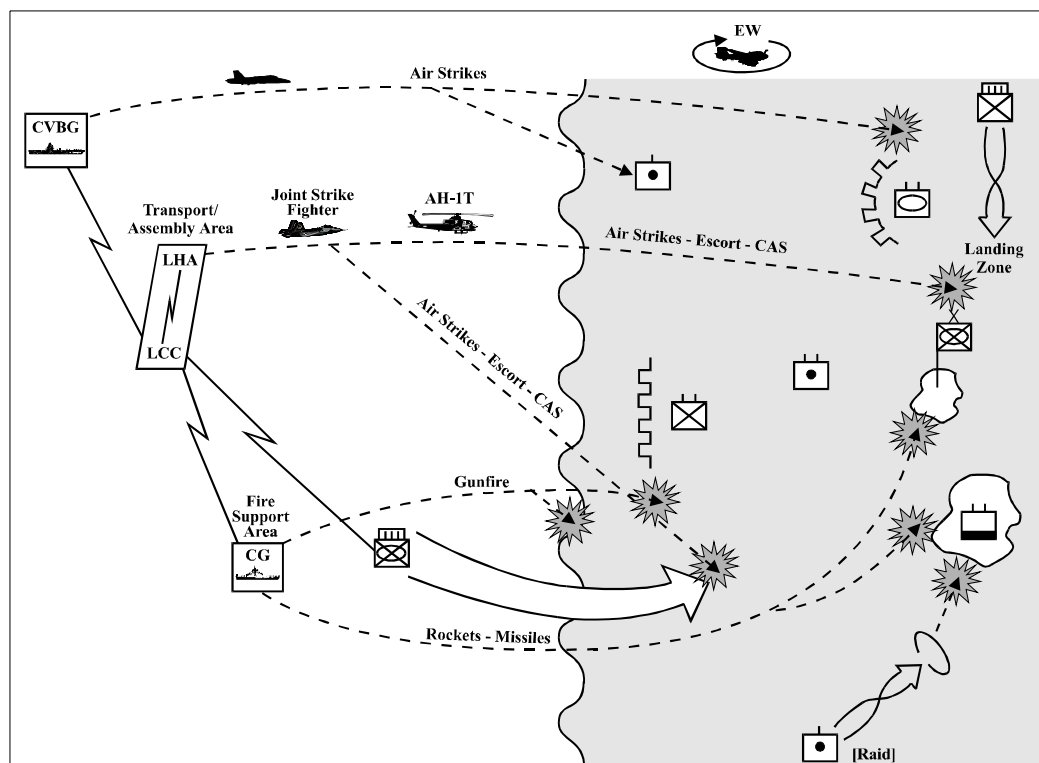 EW
Air Strikes
CVBG
Joint Strike
Fighter
AH-1T
Transport/
Assembly Area
Air Strikes - Escort - CAS
Landing
Zone
LHA
LCC
Air Strikes - Escort - CAS
Gunfire
Fire
Support
Area
CG
Rockets - Missiles
[Raid]